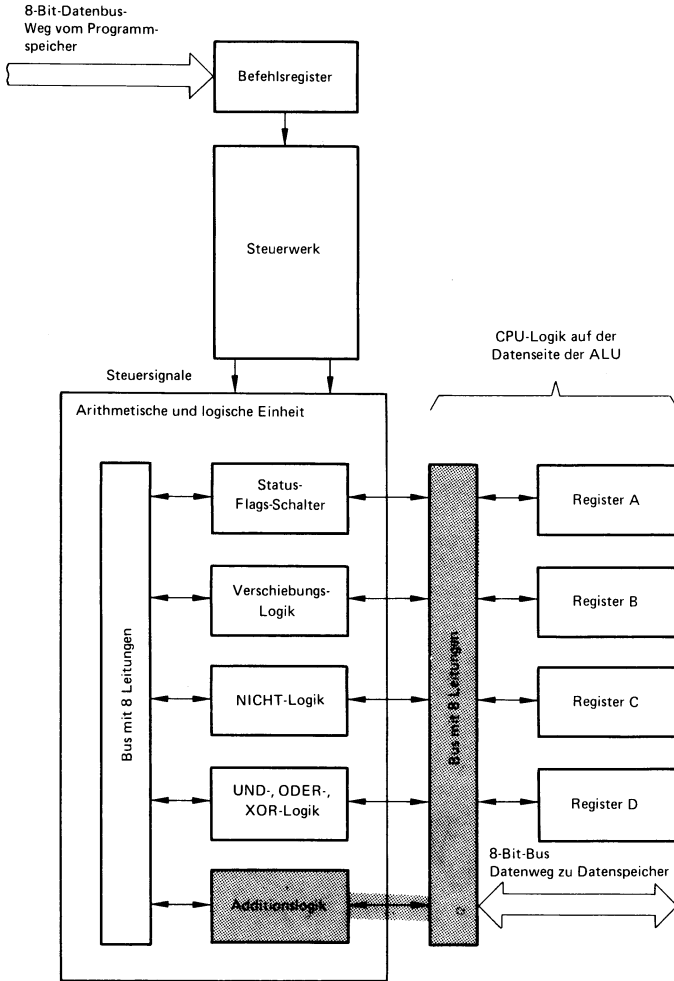 8-Bit-Datenbus-
Weg vom Programm-
speicher
Befehlsregister
Steuerwerk
CPU-Logik auf der
Datenseite der ALU
Steuersignale
Arithmetische und logische Einheit
Bus mit 8 Leitungen
Status-
Flags-Schalter
Verschiebungs-
Logik
NICHT-Logik
UND-, ODER-,
XOR-Logik
Additionslogik
Bus mit 8 Leitungen
Register A
Register B
Register C
Register D
8-Bit-Bus
Datenweg zu Datenspeicher